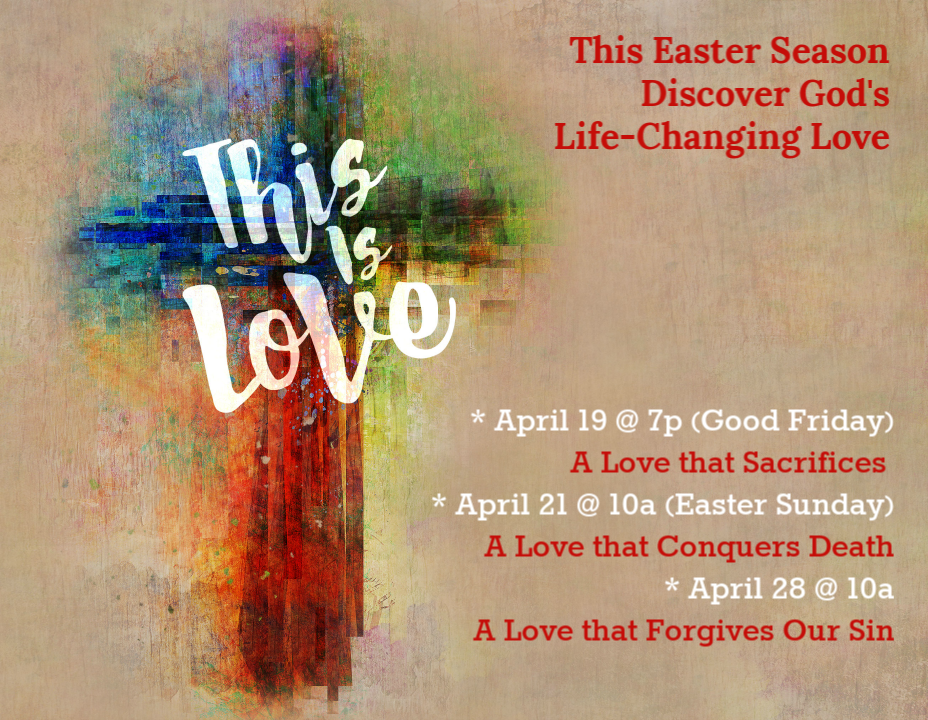 This Easter Season
Discover God's
Life-Changing Love
This
is
Love
* April 19 @ 7p (Good Friday)
A Love that Sacrifices
* April 21 @ 10a (Easter Sunday)
A Love that Conquers Death
* April 28 @ 10a
A Love that Forgives Our Sin